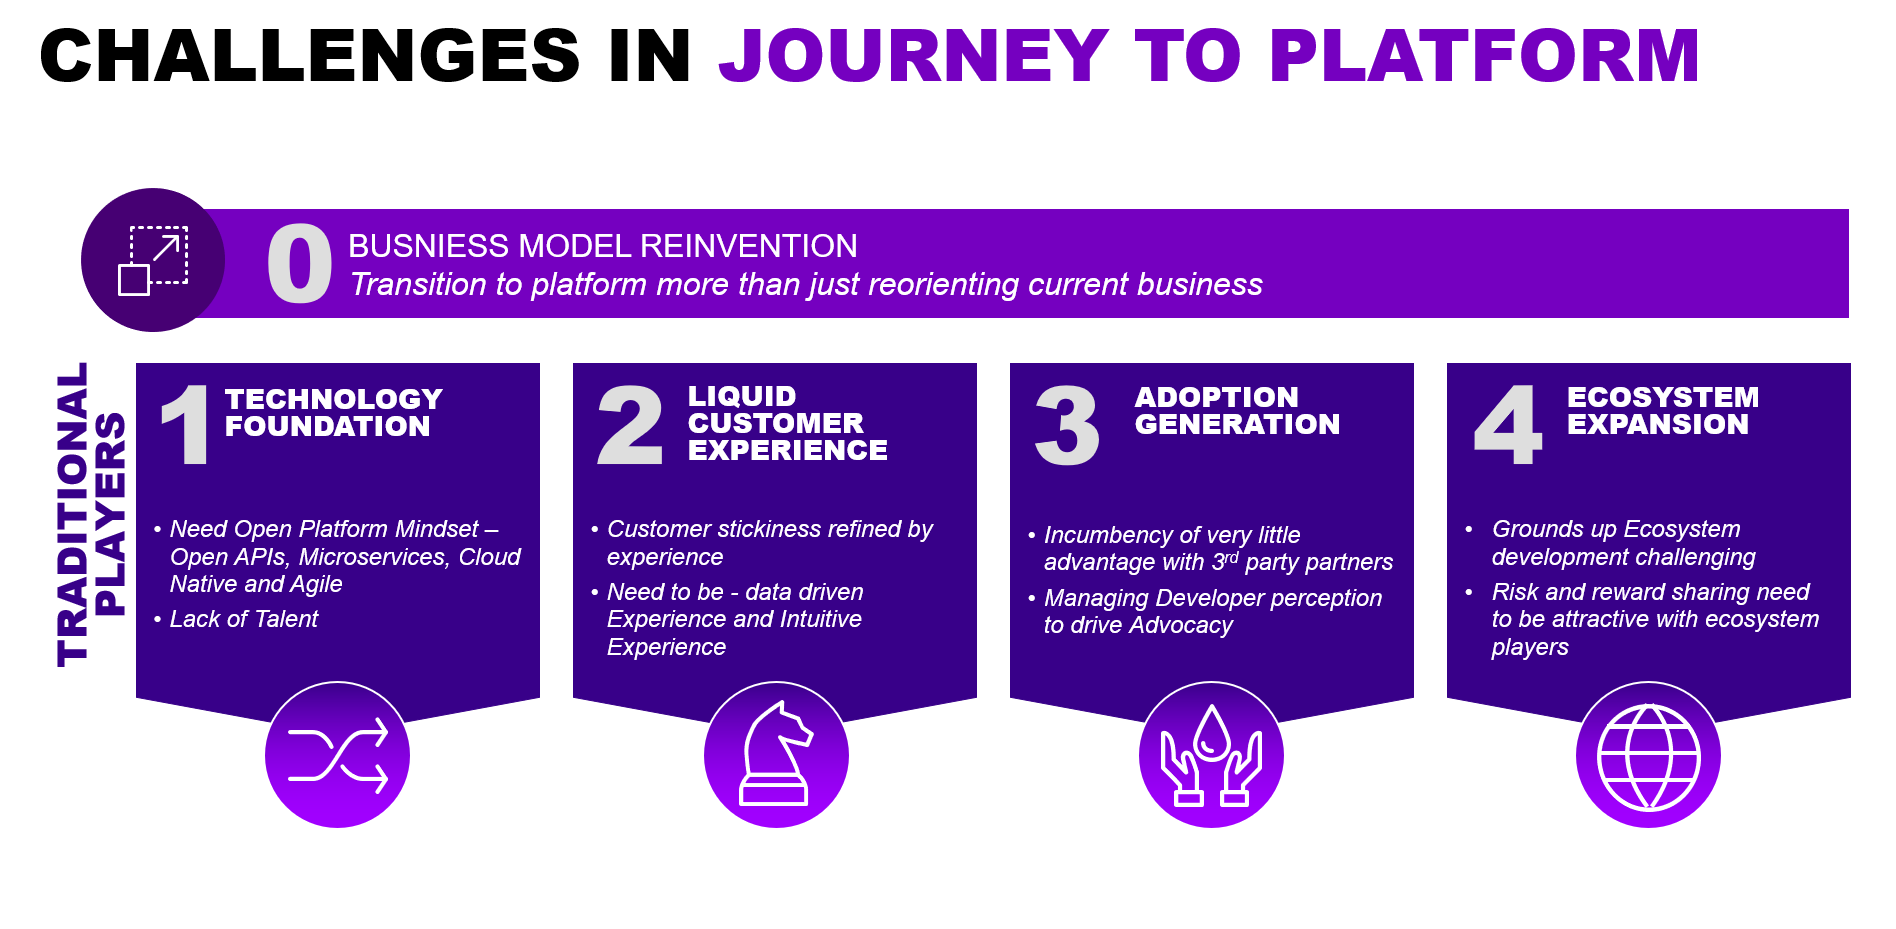 CHALLENGES IN JOURNEY TO PLATFORM
0
BUSNIESS MODEL REINVENTION
Transition to platform more than just reorienting current business
TRADITIONAL
PLAYERS
1
TECHNOLOGY
FOUNDATION
• Need Open Platform Mindset –
Open APIs, Microservices, Cloud
Native and Agile
• Lack of Talent
2
LIQUID
CUSTOMER
EXPERIENCE
• Customer stickiness refined by
experience
• Need to be - data driven
Experience and Intuitive
Experience
3
ADOPTION
GENERATION
• Incumbency of very little
advantage with 3rd party partners
• Managing Developer perception
to drive Advocacy
4
ECOSYSTEM
EXPANSION
• Grounds up Ecosystem
development challenging
• Risk and reward sharing need
to be attractive with ecosystem
players